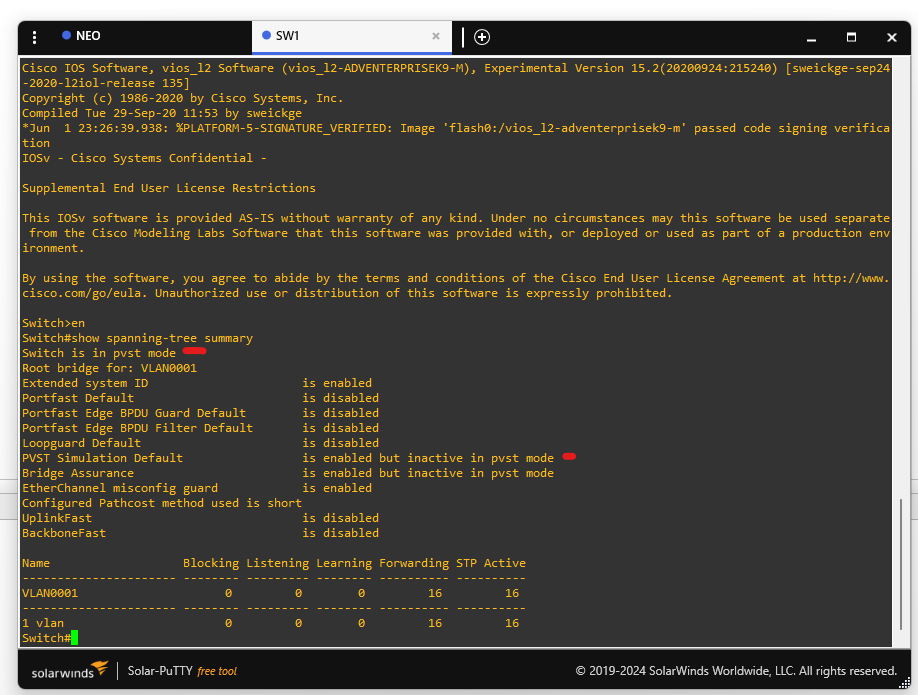 NEO
SW1
Cisco IOS Software, vios_l2 Software (vios_l2-ADVENTERPRISEK9-M), Experimental Version 15.2(20200924:215240) [sweickge-sep24
-2020-l2iol-release 135]
Copyright (c) 1986-2020 by Cisco Systems, Inc.
Compiled Tue 29-Sep-20 11:53 by sweickge
*Jun  1 23:26:39.938: %PLATFORM-5-SIGNATURE_VERIFIED: Image 'flash0:/vios_l2-adventerprisek9-m' passed code signing verifica
tion
IOSv - Cisco Systems Confidential -
Supplemental End User License Restrictions
This IOSv software is provided AS-IS without warranty of any kind. Under no circumstances may this software be used separate
from the Cisco Modeling Labs Software that this software was provided with, or deployed or used as part of a production env
ironment.
By using the software, you agree to abide by the terms and conditions of the Cisco End User License Agreement at http://www.
cisco.com/go/eula. Unauthorized use or distribution of this software is expressly prohibited.
Switch>en
Switch#show spanning-tree summary
Switch is in pvst mode
Root bridge for: VLAN0001
Extended system ID                      is enabled
Portfast Default                        is disabled
Portfast Edge BPDU Guard Default        is disabled
Portfast Edge BPDU Filter Default       is disabled
Loopguard Default                       is disabled
PVST Simulation Default                 is enabled but inactive in pvst mode
Bridge Assurance                        is enabled but inactive in pvst mode
EtherChannel misconfig guard            is enabled
Configured Pathcost method used is short
UplinkFast                              is disabled
BackboneFast                            is disabled
Name                   Blocking Listening Learning Forwarding STP Active
---------------------- -------- --------- -------- ---------- ----------
VLAN0001                     0         0        0         16         16
---------------------- -------- --------- -------- ---------- ----------
1 vlan                       0         0        0         16         16
Switch#
solarwinds Solar-PuTTY free tool © 2019-2024 SolarWinds Worldwide, LLC. All rights reserved.